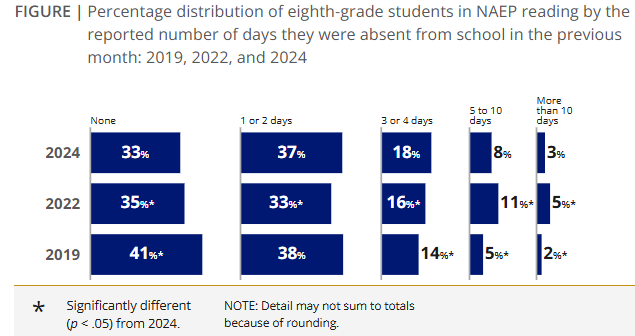 FIGURE | Percentage distribution of eighth-grade students in NAEP reading by the
reported number of days they were absent from school in the previous
month: 2019, 2022, and 2024
None
1 or 2 days
3 or 4 days
5 to 10
days
More
than 10
days
2024 33% 37% 18% 8% 3%
2022 35%* 33%* 16%* 11%* 5%*
2019 41%* 38% 14%* 5%* 2%*
* Significantly different
(p < .05) from 2024.
NOTE: Detail may not sum to totals
because of rounding.